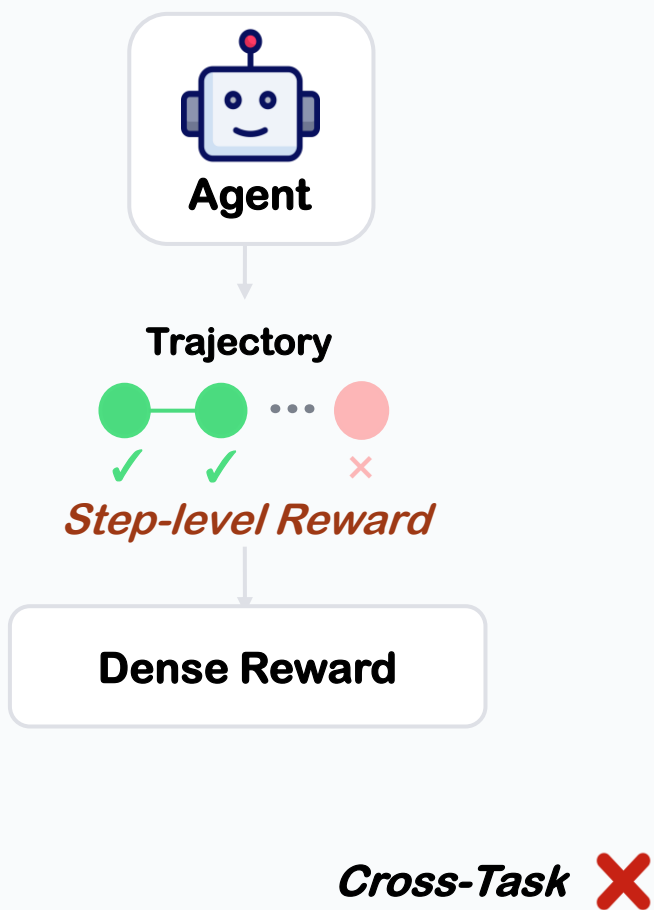 Agent
Trajectory
Step-level Reward
Dense Reward
Cross-Task